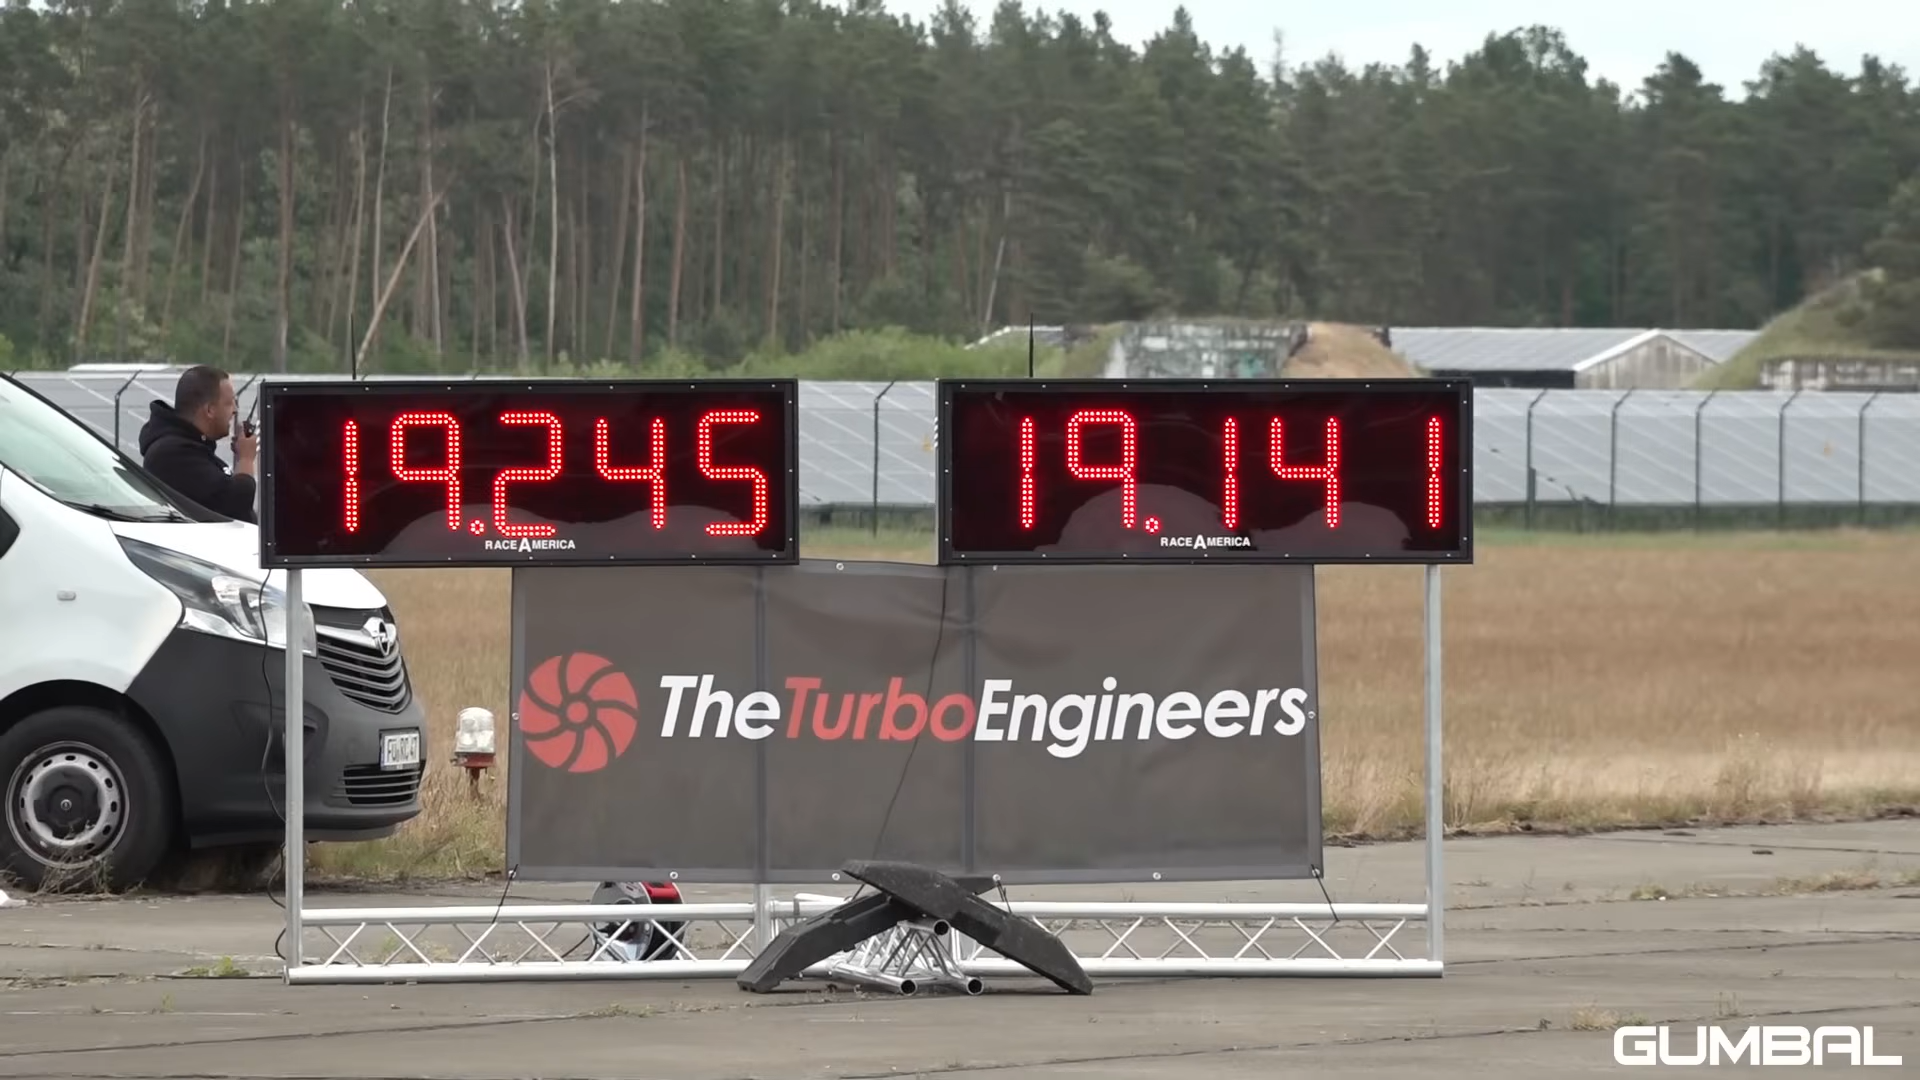 19.245
19.141
RACEAMERICA
RACEAMERICA
TheTurboEngineers
GUMBAL